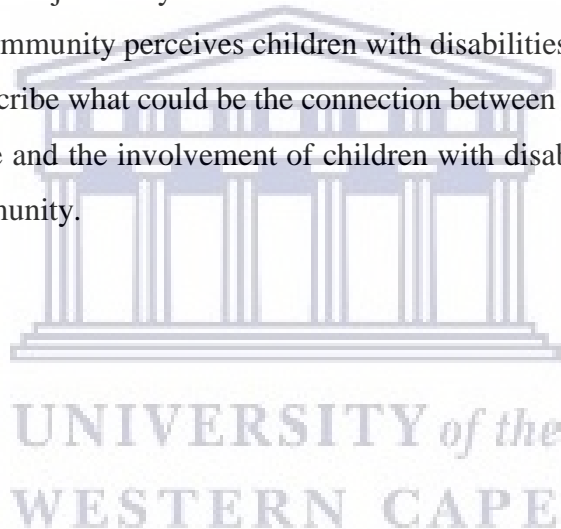 ommunity perceives children with disabilities
cribe what could be the connection between
e and the involvement of children with disab
munity.
UNIVERSITY of the
WESTERN CAPE